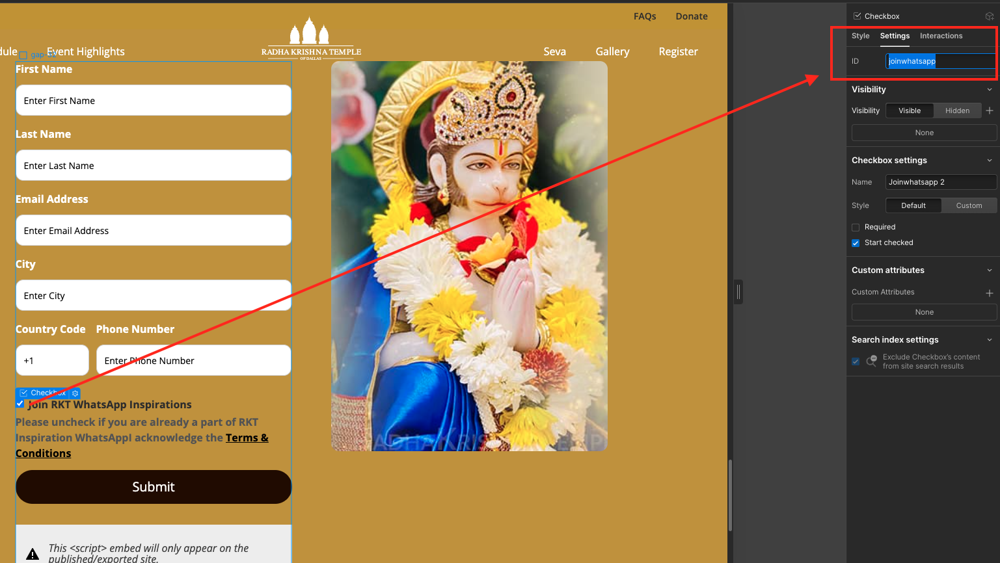 FAQs
Donate
RADHA KRISHNA TEMPLE
OF DALLAS
dule
Event Highlights
Seva
Gallery
Register
gap-32
First Name
Enter First Name
Last Name
Enter Last Name
Email Address
Enter Email Address
City
Enter City
Country Code
Phone Number
+1
Enter Phone Number
Checkbox
Join RKT WhatsApp Inspirations
Please uncheck if you are already a part of RKT
Inspiration WhatsAppI acknowledge the Terms &
Conditions
Submit
This <script> embed will only appear on the
published/exported site.
Checkbox
Style
Settings
Interactions
ID
joinwhatsapp
Visibility
Visibility
Visible
Hidden
None
Checkbox settings
Name
Joinwhatsapp 2
Style
Default
Custom
Required
Start checked
Custom attributes
Custom Attributes
None
Search index settings
Exclude Checkbox's content
from site search results